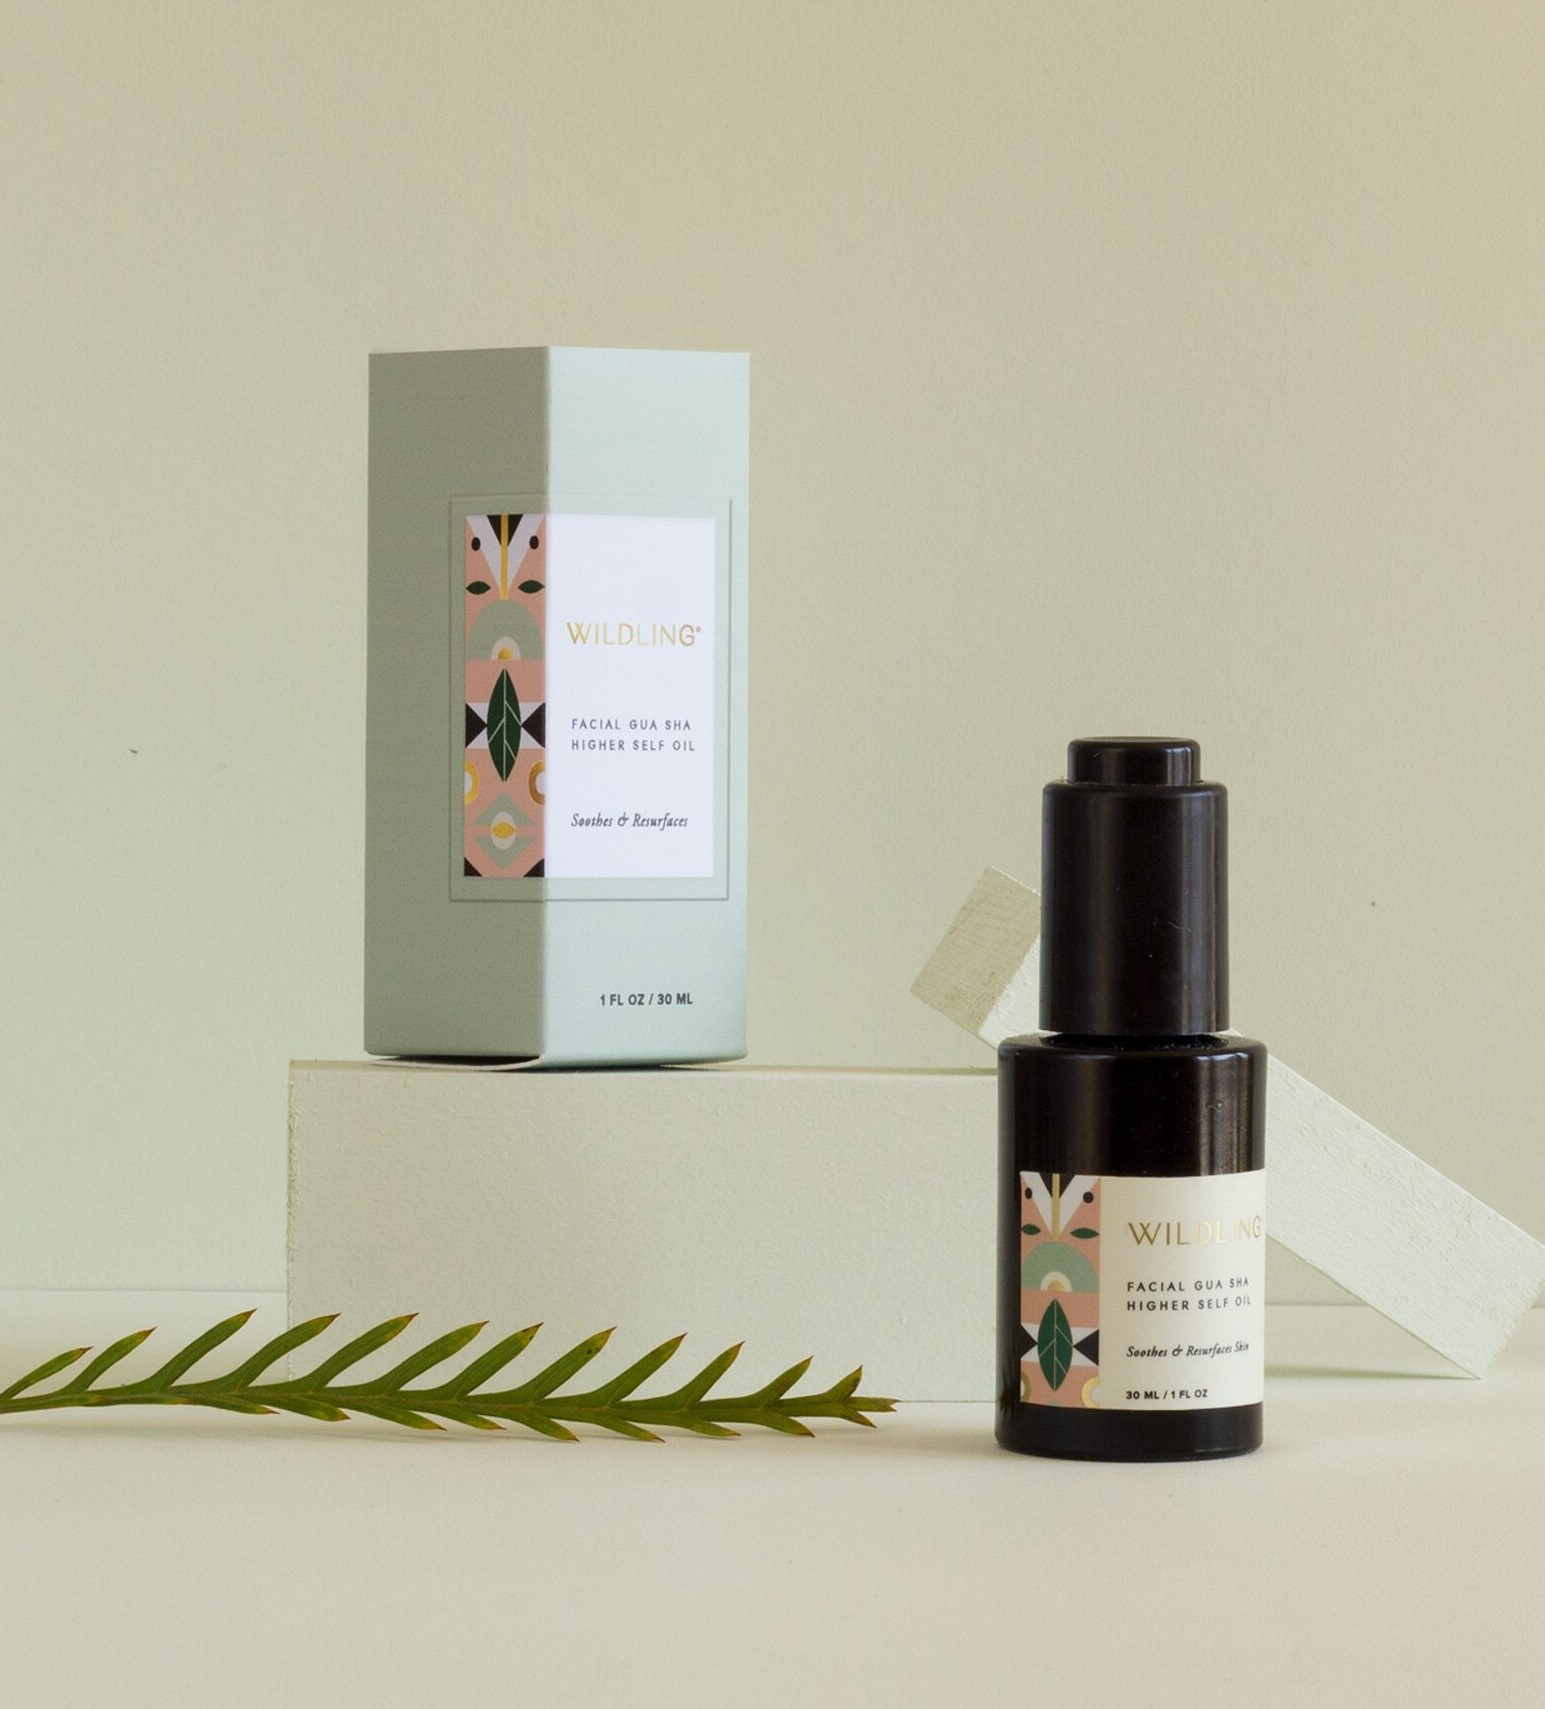 WILDLING®
FACIAL GUA SHA
HIGHER SELF OIL
Soothes & Resurfaces
1 FL OZ / 30 ML
WILDLING®
FACIAL GUA SHA
HIGHER SELF OIL
Soothes & Resurfaces Skin
30 ML / 1 FL OZ